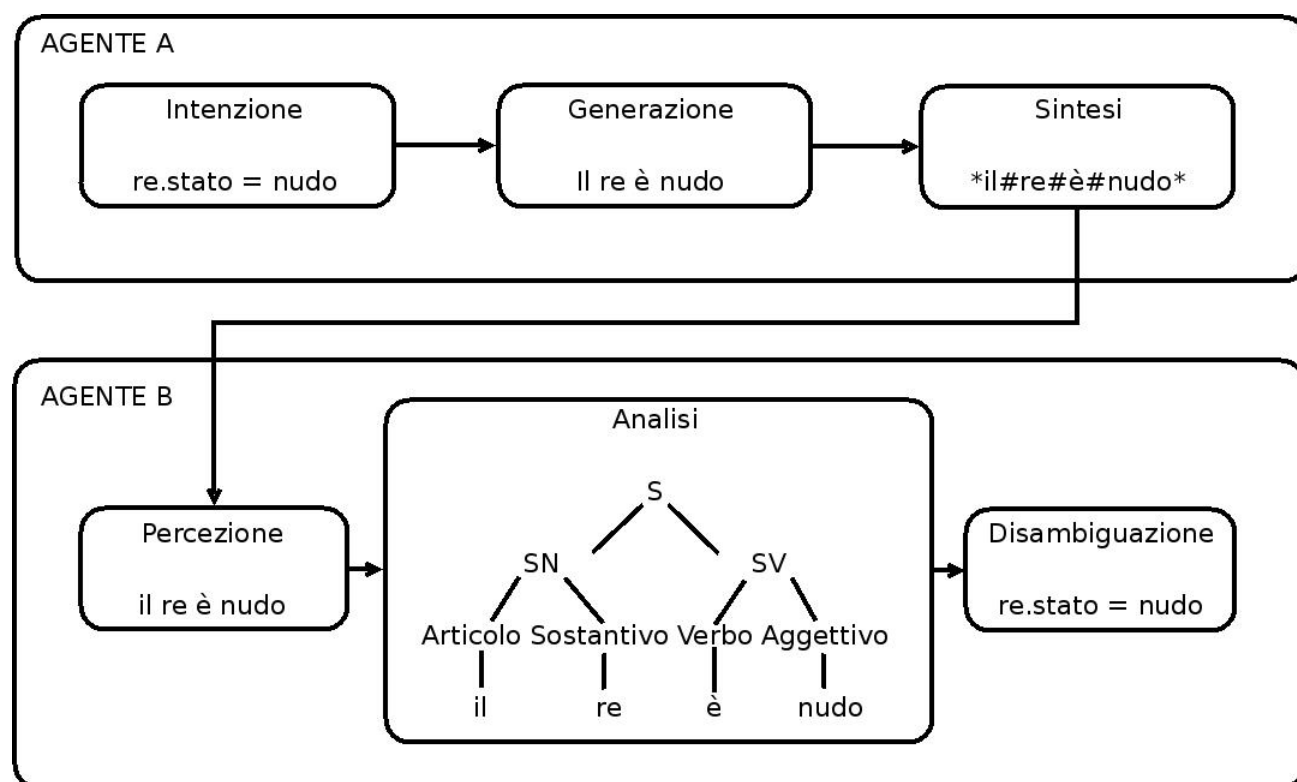 AGENTE A
Intenzione
re.stato = nudo
Generazione
Il re è nudo
Sintesi
*il#re#è#nudo*
AGENTE B
Percezione
il re è nudo
Analisi
S
SN SV
Articolo Sostantivo Verbo Aggettivo
il re è nudo
Disambiguazione
re.stato = nudo